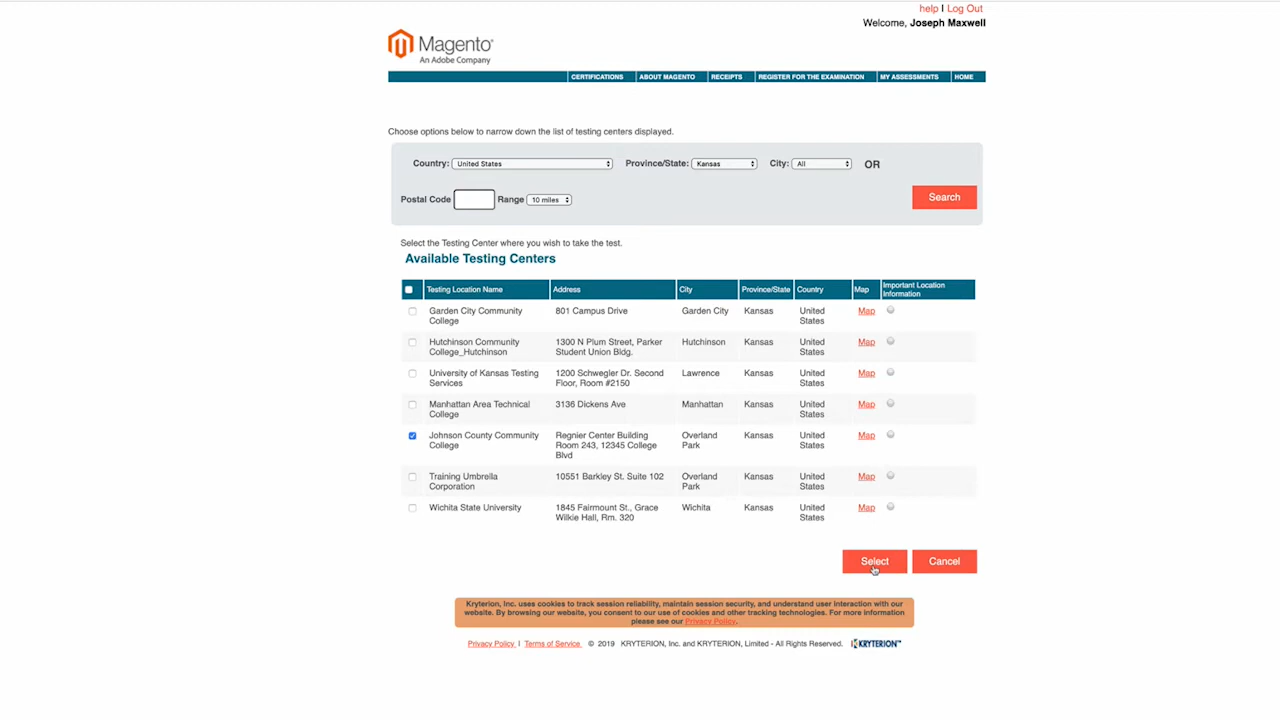 help | Log Out
Welcome, Joseph Maxwell
Magento®
An Adobe Company
CERTIFICATIONS ABOUT MAGENTO RECEIPTS REGISTER FOR THE EXAMINATION MY ASSESSMENTS HOME
Choose options below to narrow down the list of testing centers displayed.
Country: United States Province/State: Kansas City: All OR
Postal Code Range 10 miles Search
Select the Testing Center where you wish to take the test.
Available Testing Centers
Testing Location Name Address City Province/State Country Map Important Location
Information
Garden City Community 801 Campus Drive Garden City Kansas United Map
College States
Hutchinson Community 1300 N Plum Street, Parker Hutchinson Kansas United Map
College_Hutchinson Student Union Bldg. States
University of Kansas Testing 1200 Schwegler Dr. Second Lawrence Kansas United Map
Services Floor, Room #2150 States
Manhattan Area Technical 3136 Dickens Ave Manhattan Kansas United Map
College States
Johnson County Community Regnier Center Building Overland Kansas United Map
College Room 243, 12345 College Park States
Blvd
Training Umbrella 10551 Barkley St. Suite 102 Overland Kansas United Map
Corporation Park States
Wichita State University 1845 Fairmount St., Grace Wichita Kansas United Map
Wilkie Hall, Rm. 320 States
Select Cancel
Kryterion, Inc. uses cookies to track session reliability, maintain session security, and understand user interaction with our
website. By browsing our website, you consent to our use of cookies and other tracking technologies. For more information
please see our Privacy Policy.
Privacy Policy | Terms of Service © 2019 KRYTERION, Inc. and KRYTERION, Limited - All Rights Reserved. KRYTERION™